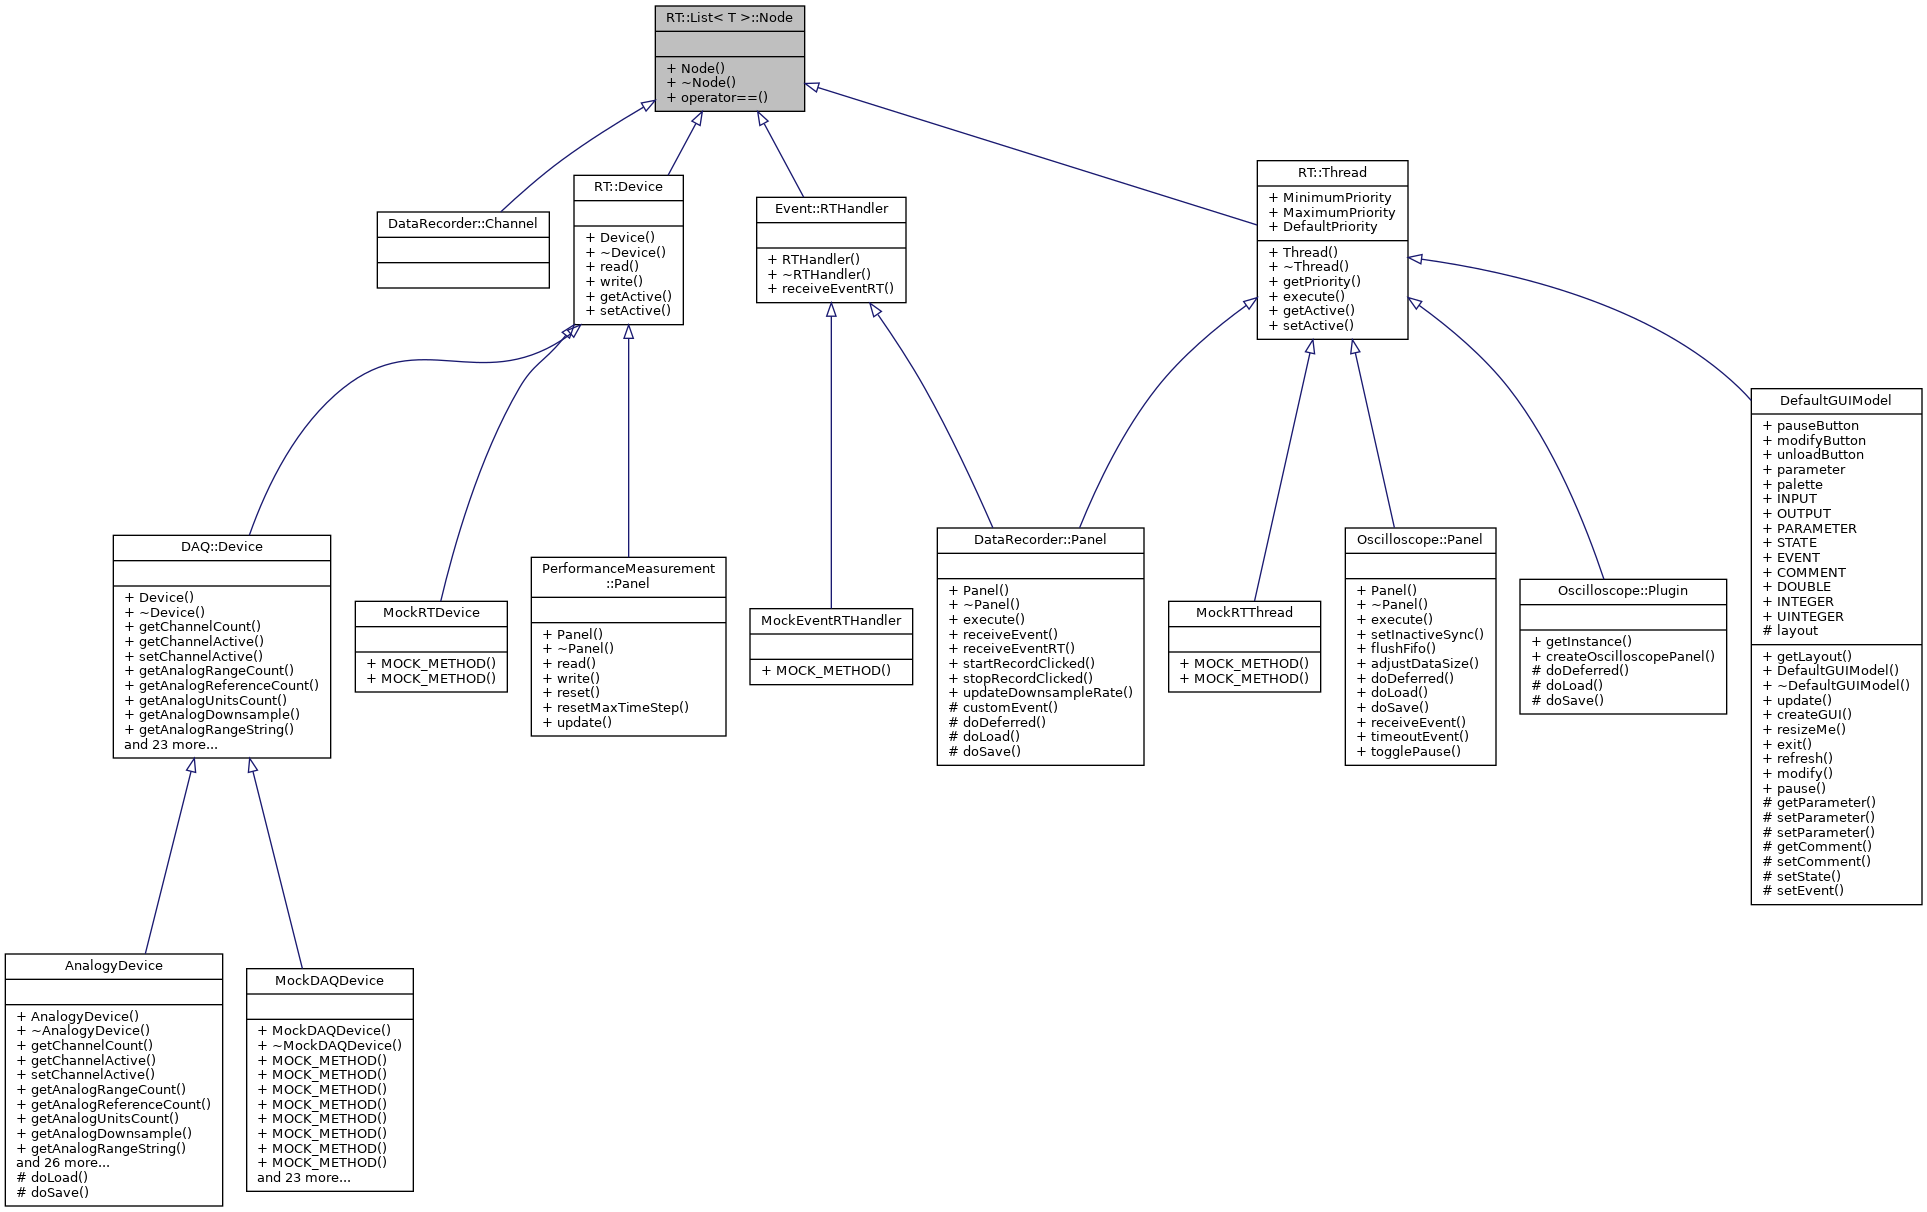 RT::List< T >::Node
+ Node()
+ ~Node()
+ operator==()
DataRecorder::Channel
RT::Device
+ Device()
+ ~Device()
+ read()
+ write()
+ getActive()
+ setActive()
Event::RTHandler
+ RTHandler()
+ ~RTHandler()
+ receiveEventRT()
RT::Thread
+ MinimumPriority
+ MaximumPriority
+ DefaultPriority
+ Thread()
+ ~Thread()
+ getPriority()
+ execute()
+ getActive()
+ setActive()
DAQ::Device
+ Device()
+ ~Device()
+ getChannelCount()
+ getChannelActive()
+ setChannelActive()
+ getAnalogRangeCount()
+ getAnalogReferenceCount()
+ getAnalogUnitsCount()
+ getAnalogDownsample()
+ getAnalogRangeString()
and 23 more...
MockRTDevice
+ MOCK_METHOD()
+ MOCK_METHOD()
PerformanceMeasurement
::Panel
+ Panel()
+ ~Panel()
+ read()
+ write()
+ reset()
+ resetMaxTimeStep()
+ update()
MockEventRTHandler
+ MOCK_METHOD()
DataRecorder::Panel
+ Panel()
+ ~Panel()
+ execute()
+ receiveEvent()
+ receiveEventRT()
+ startRecordClicked()
+ stopRecordClicked()
+ updateDownsampleRate()
# customEvent()
# doDeferred()
# doLoad()
# doSave()
MockRTThread
+ MOCK_METHOD()
+ MOCK_METHOD()
Oscilloscope::Panel
+ Panel()
+ ~Panel()
+ execute()
+ setInactiveSync()
+ flushFifo()
+ adjustDataSize()
+ doDeferred()
+ doLoad()
+ doSave()
+ receiveEvent()
+ timeoutEvent()
+ togglePause()
Oscilloscope::Plugin
+ getInstance()
+ createOscilloscopePanel()
# doDeferred()
# doLoad()
# doSave()
DefaultGUIModel
+ pauseButton
+ modifyButton
+ unloadButton
+ parameter
+ palette
+ INPUT
+ OUTPUT
+ PARAMETER
+ STATE
+ EVENT
+ COMMENT
+ DOUBLE
+ INTEGER
+ UINTEGER
# layout
+ getLayout()
+ DefaultGUIModel()
+ ~DefaultGUIModel()
+ update()
+ createGUI()
+ resizeMe()
+ exit()
+ refresh()
+ modify()
+ pause()
# getParameter()
# setParameter()
# setParameter()
# getComment()
# setComment()
# setState()
# setEvent()
AnalogyDevice
+ AnalogyDevice()
+ ~AnalogyDevice()
+ getChannelCount()
+ getChannelActive()
+ setChannelActive()
+ getAnalogRangeCount()
+ getAnalogReferenceCount()
+ getAnalogUnitsCount()
+ getAnalogDownsample()
+ getAnalogRangeString()
and 26 more...
# doLoad()
# doSave()
MockDAQDevice
+ MockDAQDevice()
+ ~MockDAQDevice()
+ MOCK_METHOD()
+ MOCK_METHOD()
+ MOCK_METHOD()
+ MOCK_METHOD()
+ MOCK_METHOD()
+ MOCK_METHOD()
+ MOCK_METHOD()
+ MOCK_METHOD()
and 23 more...